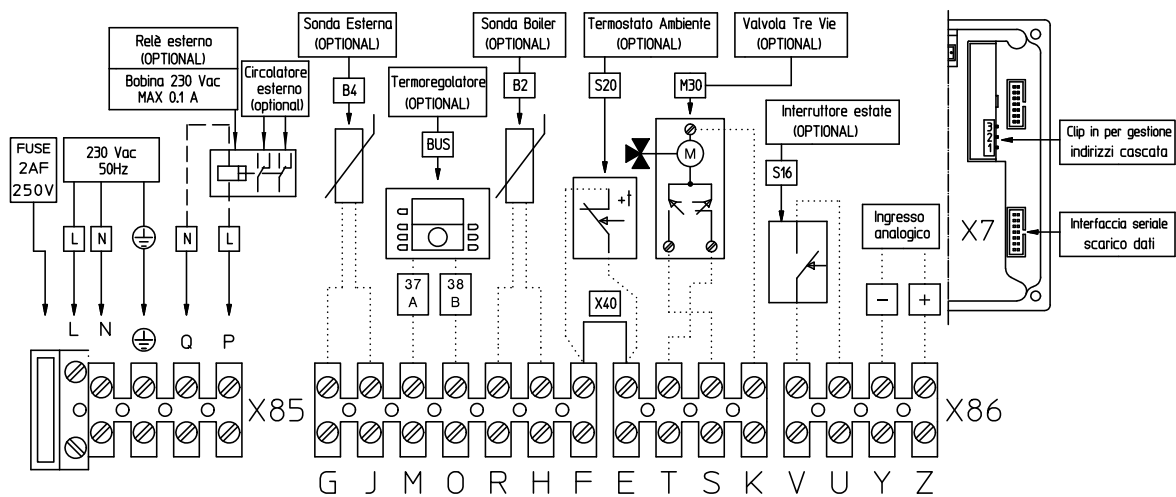 Relè esterno
(OPTIONAL)
Bobina 230 Vac
MAX 0.1 A
Circolatore
esterno
(optional)
Sonda Esterna
(OPTIONAL)
B4
Termoregolatore
(OPTIONAL)
BUS
Sonda Boiler
(OPTIONAL)
B2
Termostato Ambiente
(OPTIONAL)
S20
Valvola Tre Vie
(OPTIONAL)
M30
Interruttore estate
(OPTIONAL)
S16
FUSE
2AF
250V
230 Vac
50Hz
L
N
N
L
+t
M
3
2
1
Clip in per gestione
indirizzi cascata
X7
Interfaccia seriale
scarico dati
Ingresso
analogico
37
A
38
B
X40
−
+
L N Q P
X85
X86
G J M O R H F E T S K V U Y Z